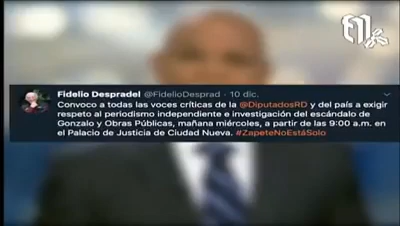 Fidelio Despradel @FidelioDesprad · 10 dic.
Convoco a todas las voces críticas de la @DiputadosRD y del país a exigir
respeto al periodismo independiente e investigación del escándalo de
Gonzalo y Obras Públicas, mañana miércoles, a partir de las 9:00 a.m. en
el Palacio de Justicia de Ciudad Nueva. #ZapeteNoEstáSolo